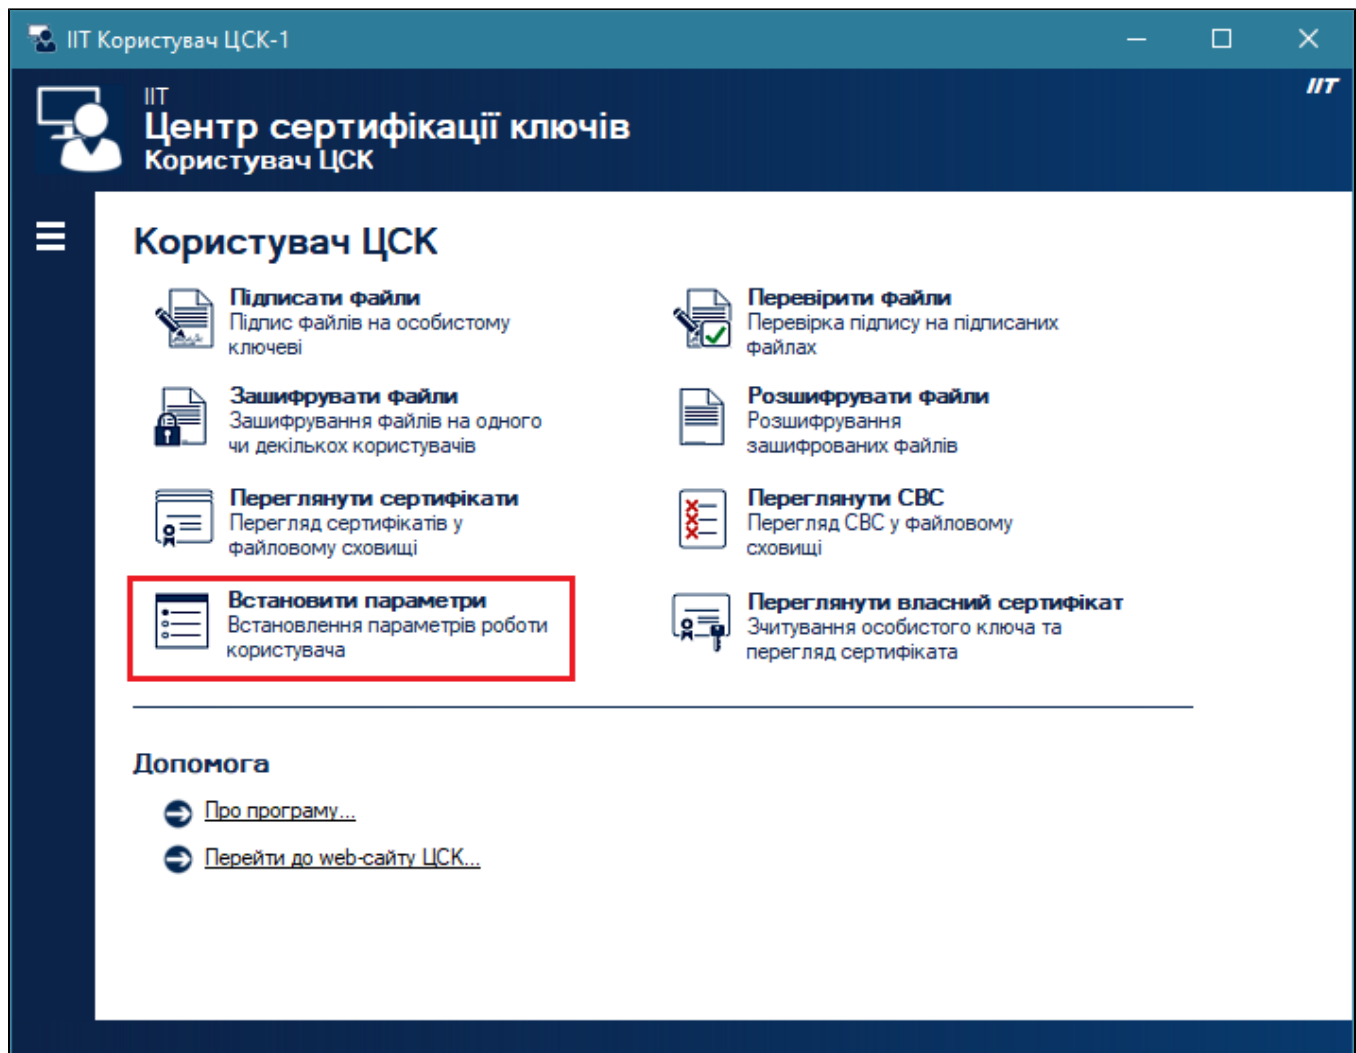 ІІТ Користувач ЦСК-1
ІІТ
ІІТ
Центр сертифікації ключів
Користувач ЦСК
Користувач ЦСК
Підписати файли
Підпис файлів на особистому
ключеві
Перевірити файли
Перевірка підпису на підписаних
файлах
Зашифрувати файли
Зашифрування файлів на одного
чи декількох користувачів
Розшифрувати файли
Розшифрування
зашифрованих файлів
Переглянути сертифікати
Перегляд сертифікатів у
файловому сховищі
Переглянути СВС
Перегляд СВС у файловому
сховищі
Встановити параметри
Встановлення параметрів роботи
користувача
Переглянути власний сертифікат
Зчитування особистого ключа та
перегляд сертифіката
Допомога
Про програму...
Перейти до web-сайту ЦСК...